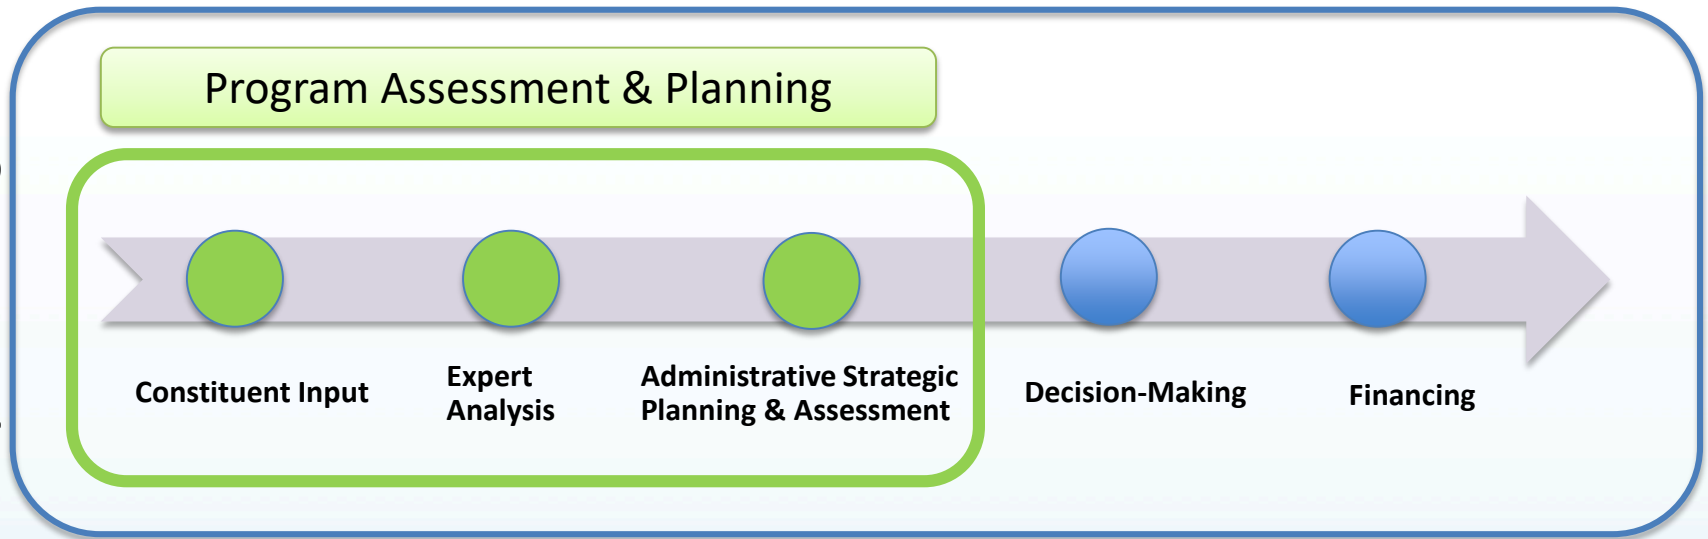 Program Assessment & Planning
Constituent Input
Expert
Analysis
Administrative Strategic
Planning & Assessment
Decision-Making
Financing